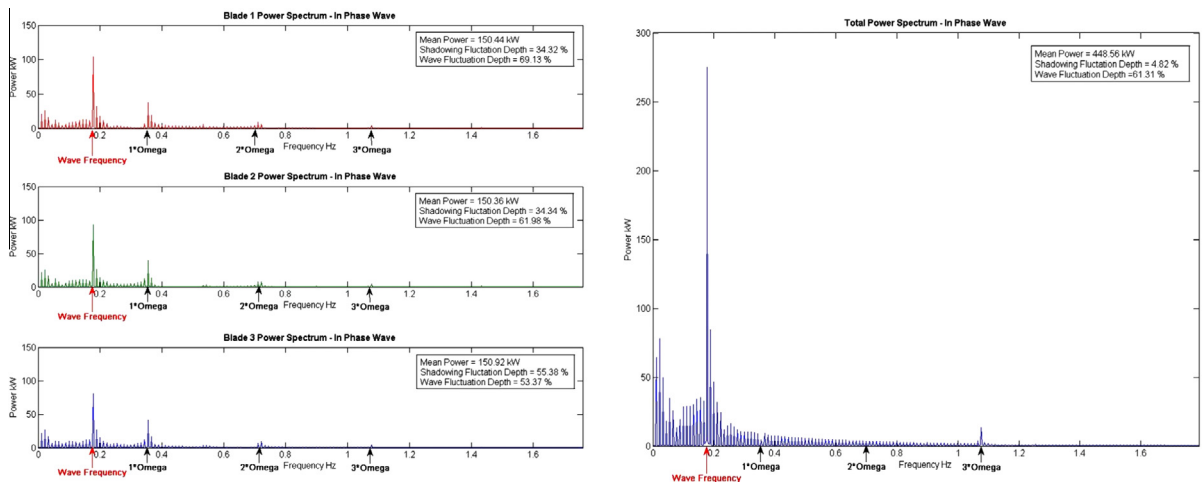 Blade 1 Power Spectrum - In Phase Wave
150
100
50
0
Power kW
Mean Power = 150.44 kW
Shadowing Fluctation Depth = 34.32 %
Wave Fluctuation Depth = 69.13 %
0 0.2 0.4 0.6 0.8 1 1.2 1.4 1.6
Wave Frequency
1*Omega
2*Omega
Frequency Hz
3*Omega
Blade 2 Power Spectrum - In Phase Wave
150
100
50
0
Power kW
Mean Power = 150.36 kW
Shadowing Fluctation Depth = 34.34 %
Wave Fluctuation Depth = 61.98 %
0 0.2 0.4 0.6 0.8 1 1.2 1.4 1.6
Wave Frequency
1*Omega
2*Omega
Frequency Hz
3*Omega
Blade 3 Power Spectrum - In Phase Wave
150
100
50
0
Power kW
Mean Power = 150.92 kW
Shadowing Fluctation Depth = 55.38 %
Wave Fluctuation Depth = 53.37 %
0 0.2 0.4 0.6 0.8 1 1.2 1.4 1.6
Wave Frequency
1*Omega
2*Omega
Frequency Hz
3*Omega
Total Power Spectrum - In Phase Wave
300
250
200
150
100
50
0
Power kW
Mean Power = 448.56 kW
Shadowing Fluctation Depth = 4.82 %
Wave Fluctuation Depth =61.31 %
0 0.2 0.4 0.6 0.8 1 1.2 1.4 1.6
Wave Frequency
1*Omega
2*Omega
Frequency Hz
3*Omega